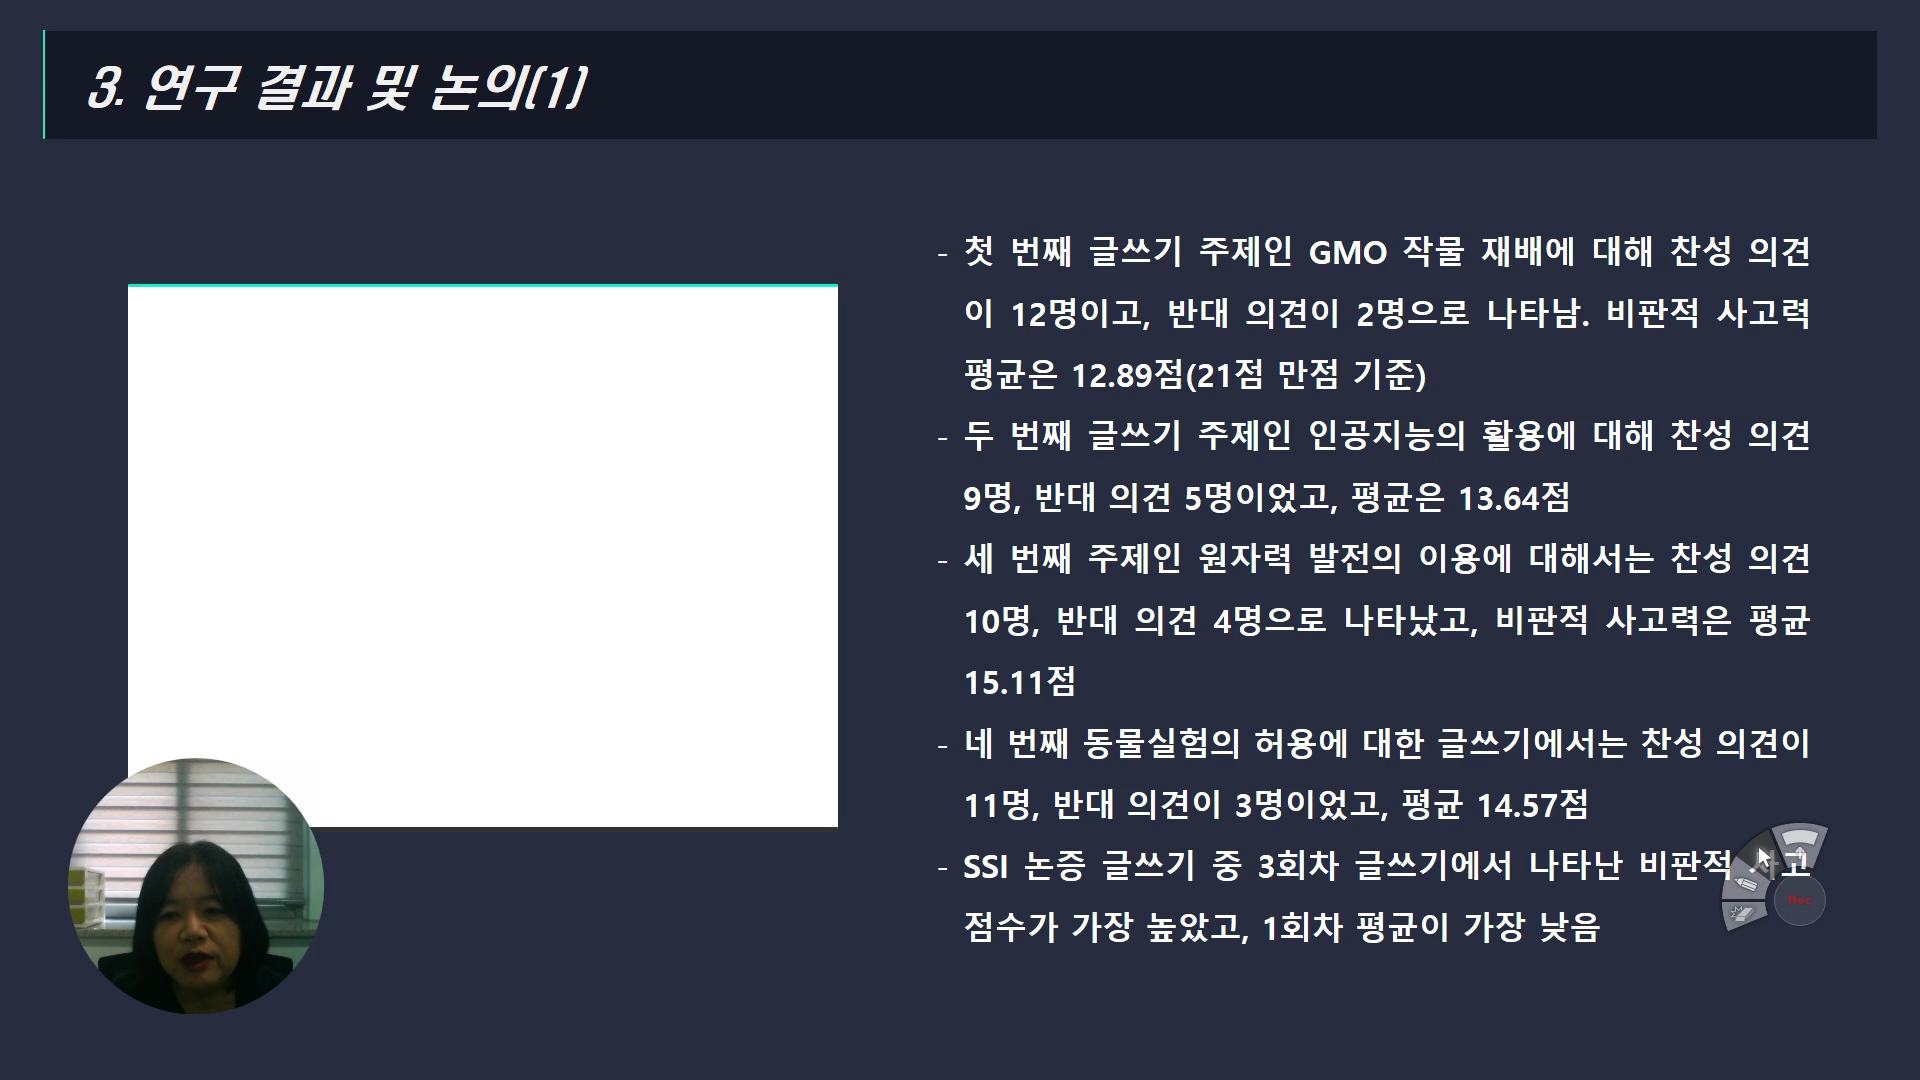 3. 연구 결과 및 논의(1)
- 첫 번째 글쓰기 주제인 GMO 작물 재배에 대해 찬성 의견
이 12명이고, 반대 의견이 2명으로 나타남. 비판적 사고력
평균은 12.89점(21점 만점 기준)
- 두 번째 글쓰기 주제인 인공지능의 활용에 대해 찬성 의견
9명, 반대 의견 5명이었고, 평균은 13.64점
- 세 번째 주제인 원자력 발전의 이용에 대해서는 찬성 의견
10명, 반대 의견 4명으로 나타났고, 비판적 사고력은 평균
15.11점
- 네 번째 동물실험의 허용에 대한 글쓰기에서는 찬성 의견이
11명, 반대 의견이 3명이었고, 평균 14.57점
- SSI 논증 글쓰기 중 3회차 글쓰기에서 나타난 비판적 사고
점수가 가장 높았고, 1회차 평균이 가장 낮음
Rec